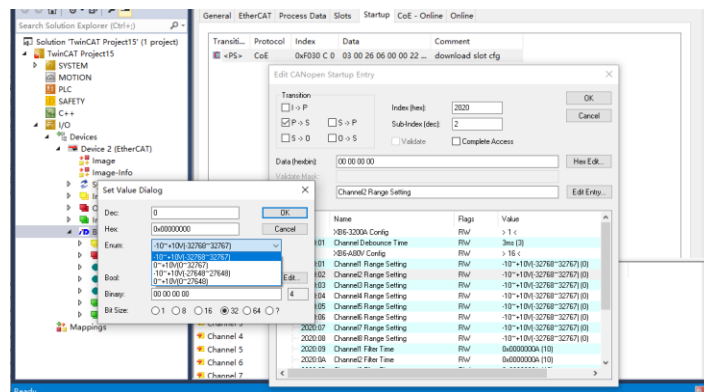 General EtherCAT Process Data Slots Startup CoE - Online Online
Search Solution Explorer (Ctrl+;)
Solution 'TwinCAT Project15' (1 project)
TwinCAT Project15
SYSTEM
MOTION
PLC
SAFETY
C++
I/O
Devices
Device 2 (EtherCAT)
Image
Image-Info
Mappings
Transiti... Protocol Index Data Comment
<PS> CoE 0xF030 C 0 03 00 26 06 00 00 22 ... download slot cfg
Edit CANopen Startup Entry
Transition
I -> P
P -> S
S -> P
S -> O
O -> S
Index (hex): 2020
Sub-Index (dec): 2
Validate
Complete Access
OK
Cancel
Data (hexbin): 00 00 00 00
Hex Edit...
Validate Mask:
Channel2 Range Setting
Edit Entry...
Name Flags Value
XB6-3200A Config RW > 1 <
:01 Channel Debounce Time RW 3ms (3)
XB6-A80V Config RW > 16 <
:01 Channel1 Range Setting RW -10~+10V(-32768~32767) (0)
:02 Channel2 Range Setting RW -10~+10V(-32768~32767) (0)
:03 Channel3 Range Setting RW -10~+10V(-32768~32767) (0)
:04 Channel4 Range Setting RW -10~+10V(-32768~32767) (0)
2020:05 Channel5 Range Setting RW -10~+10V(-32768~32767) (0)
2020:06 Channel6 Range Setting RW -10~+10V(-32768~32767) (0)
2020:07 Channel7 Range Setting RW -10~+10V(-32768~32767) (0)
2020:08 Channel8 Range Setting RW -10~+10V(-32768~32767) (0)
2020:09 Channel1 Filter Time RW 0x0000000A (10)
2020:0A Channel2 Filter Time RW 0x0000000A (10)
Set Value Dialog
Dec: 0
OK
Hex: 0x00000000
Cancel
Enum: -10~+10V(-32768~32767)
-10~+10V(-32768~32767)
0~+10V(0~32767)
-10~+10V(-27648~27648)
0~+10V(0~27648)
Bool:
Edit...
Binary: 00 00 00 00 4
Bit Size: 1 8 16 32 64 ?
Channel 4
Channel 5
Channel 6
Channel 7
Ready